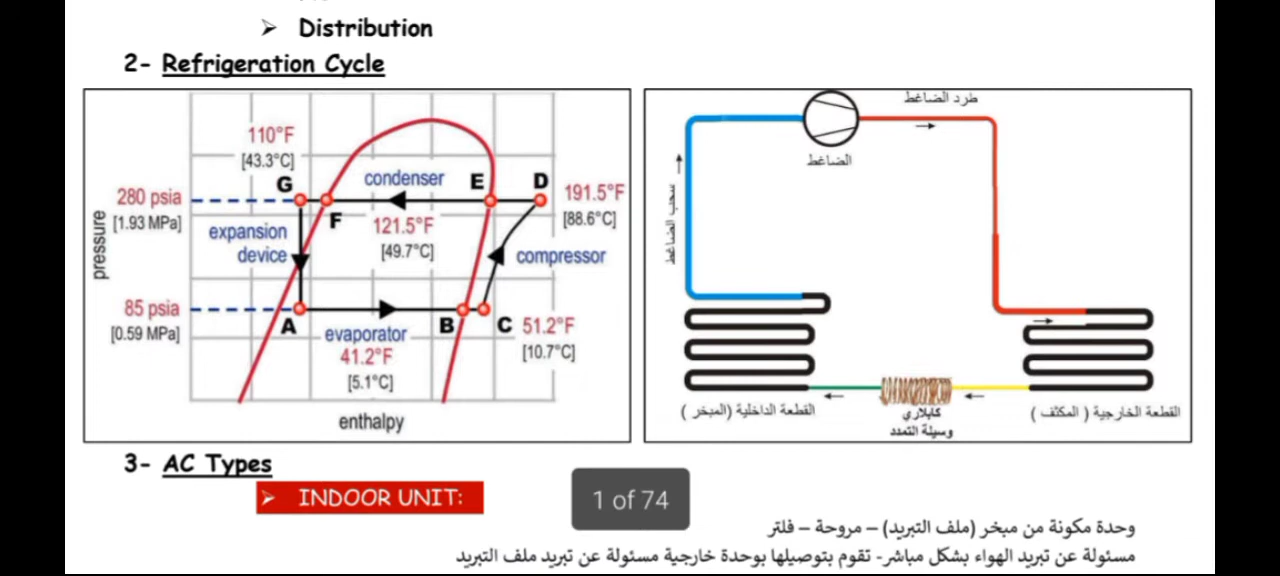 ➢ Distribution
2- Refrigeration Cycle
110°F
[43.3°C]
G
condenser
E
D
191.5°F
[88.6°C]
280 psia
[1.93 MPa]
F
121.5°F
[49.7°C]
expansion
device
compressor
pressure
85 psia
[0.59 MPa]
A
evaporator
41.2°F
[5.1°C]
B
C
51.2°F
[10.7°C]
enthalpy
طرد الضاغط
الضاغط
سحب الضاغط
القطعة الداخلية (المبخر)
كابلاري
وسيلة التمدد
القطعة الخارجية ( المكثف )
3- AC Types
➢ INDOOR UNIT:
1 of 74
وحدة مكونة من مبخر (ملف التبريد) – مروحة – فلتر
مسئولة عن تبريد الهواء بشكل مباشر- تقوم بتوصيلها بوحدة خارجية مسئولة عن تبريد ملف التبريد